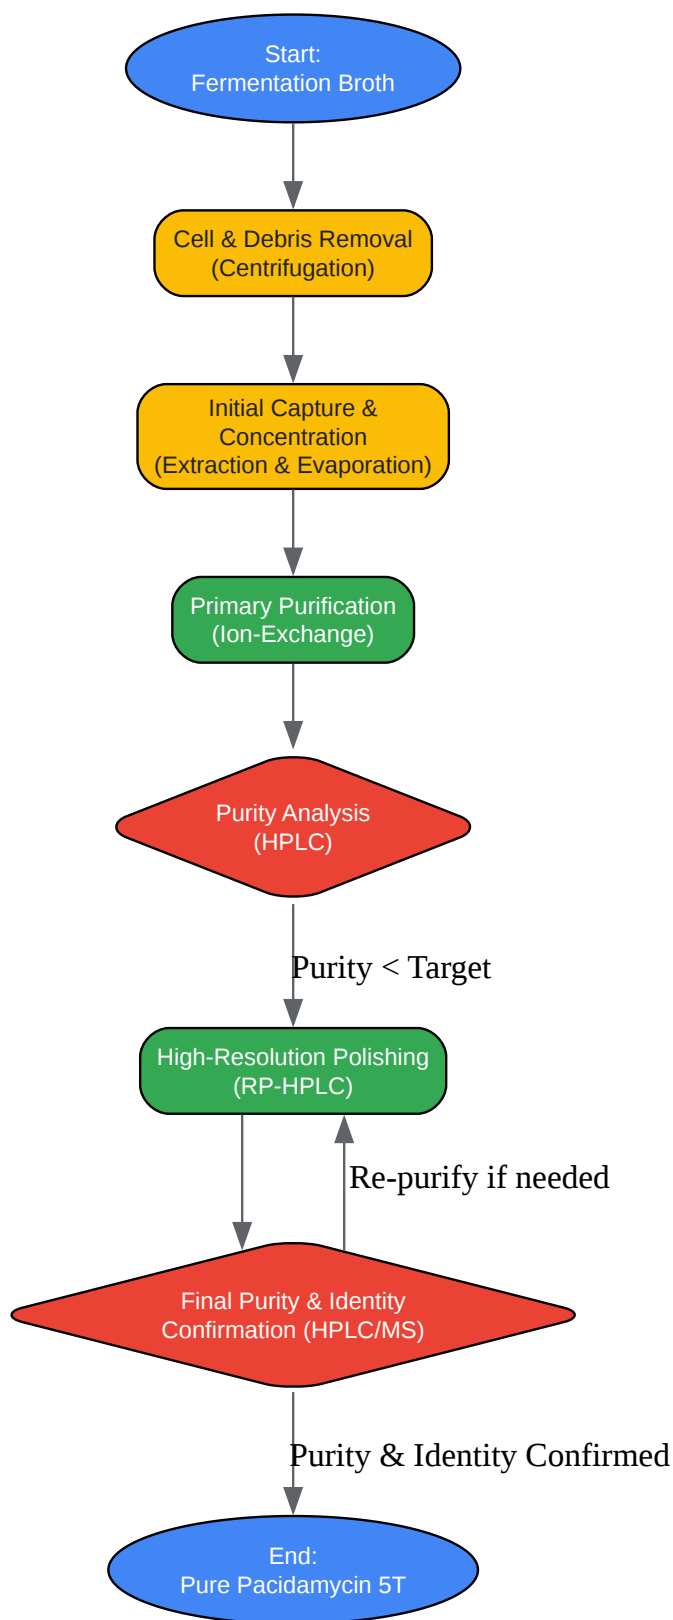 Start:
Fermentation Broth
Cell & Debris Removal
(Centrifugation)
Initial Capture &
Concentration
(Extraction & Evaporation)
Primary Purification
(Ion-Exchange)
Purity Analysis
(HPLC)
Purity < Target
High-Resolution Polishing
(RP-HPLC)
Re-purify if needed
Final Purity & Identity
Confirmation (HPLC/MS)
Purity & Identity Confirmed
End:
Pure Pacidamycin 5T